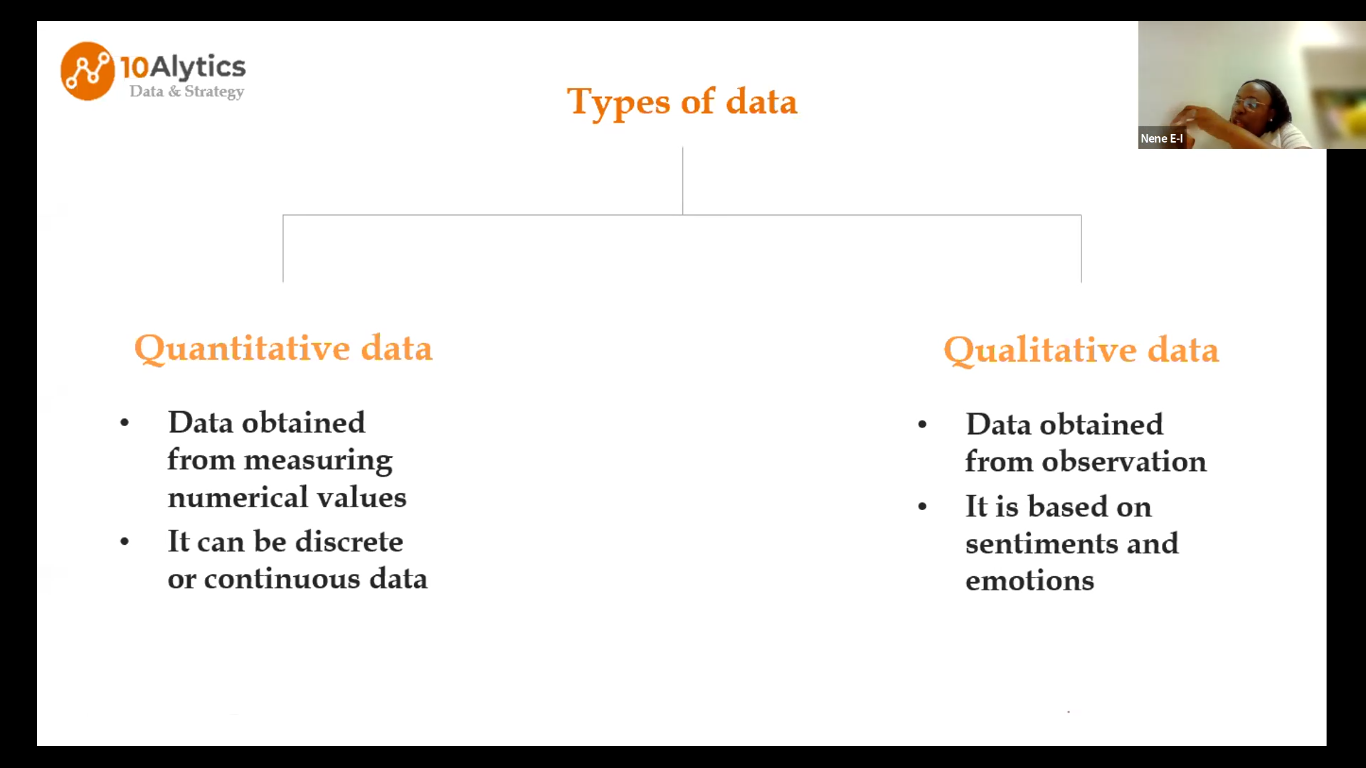 10Alytics
Data & Strategy
Types of data
Nene E-I
Quantitative data
• Data obtained
from measuring
numerical values
• It can be discrete
or continuous data
Qualitative data
• Data obtained
from observation
• It is based on
sentiments and
emotions